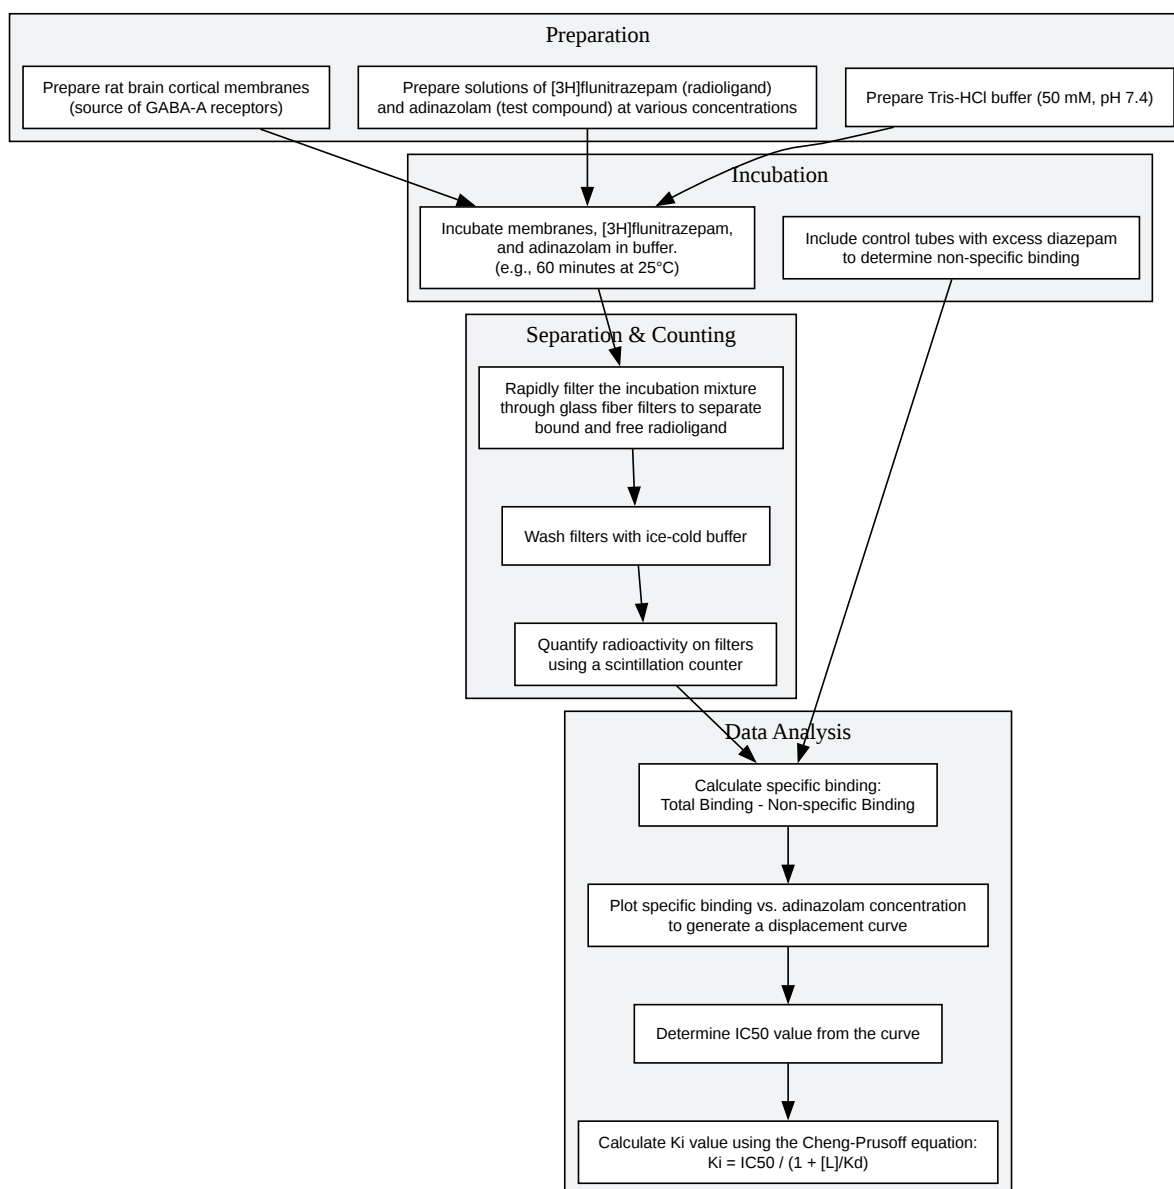 Preparation
Prepare rat brain cortical membranes
(source of GABA-A receptors)
Prepare solutions of [3H]flunitrazepam (radioligand)
and adinazolam (test compound) at various concentrations
Prepare Tris-HCl buffer (50 mM, pH 7.4)
Incubation
Incubate membranes, [3H]flunitrazepam,
and adinazolam in buffer.
(e.g., 60 minutes at 25°C)
Include control tubes with excess diazepam
to determine non-specific binding
Separation & Counting
Rapidly filter the incubation mixture
through glass fiber filters to separate
bound and free radioligand
Wash filters with ice-cold buffer
Quantify radioactivity on filters
using a scintillation counter
Data Analysis
Calculate specific binding:
Total Binding - Non-specific Binding
Plot specific binding vs. adinazolam concentration
to generate a displacement curve
Determine IC50 value from the curve
Calculate Ki value using the Cheng-Prusoff equation:
Ki = IC50 / (1 + [L]/Kd)